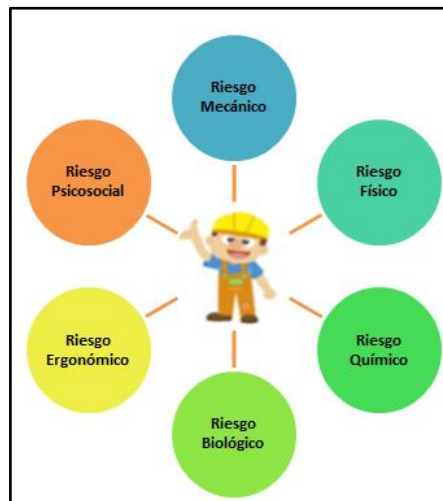 Riesgo
Mecánico
Riesgo
Psicosocial
Riesgo
Físico
Riesgo
Ergonómico
Riesgo
Químico
Riesgo
Biológico